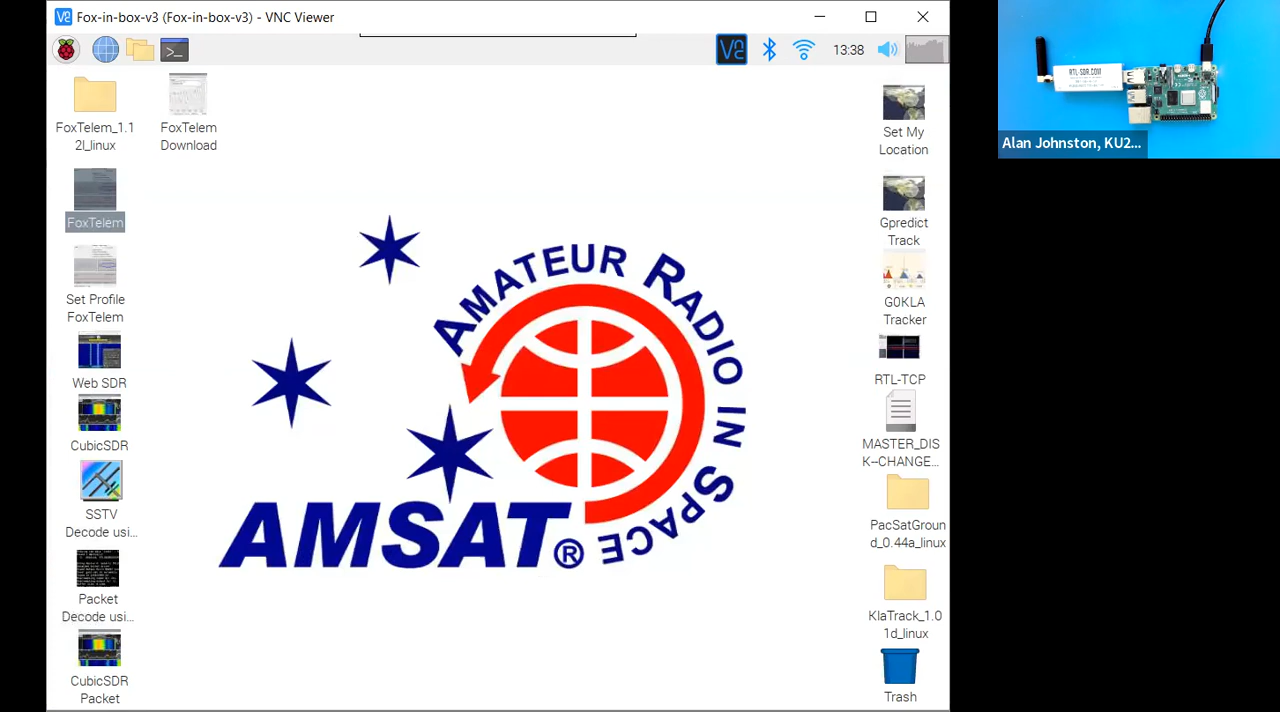 Fox-in-box-v3 (Fox-in-box-v3) - VNC Viewer
13:38
FoxTelem_1.1
2l_linux
FoxTelem
Download
FoxTelem
Set Profile
FoxTelem
Web SDR
CubicSDR
SSTV
Decode usi...
Packet
Decode usi...
CubicSDR
Packet
AMATEUR RADIO IN SPACE
AMSAT®
Set My
Location
Gpredict
Track
G0KLA
Tracker
RTL-TCP
MASTER_DIS
K--CHANGE...
PacSatGroun
d_0.44a_linux
KlaTrack_1.0
1d_linux
Trash
RTL-SDR.COM
Alan Johnston, KU2...